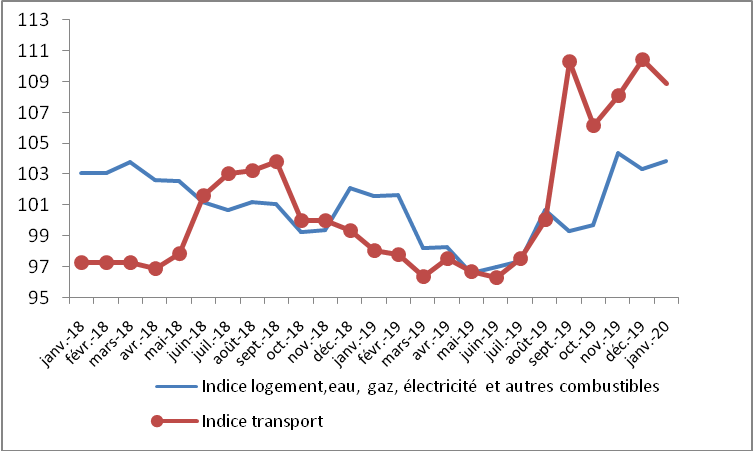 113
111
109
107
105
103
101
99
97
95
janv.-18
févr.-18
mars-18
avr.-18
mai-18
juin-18
juil.-18
août-18
sept.-18
oct.-18
nov.-18
déc.-18
janv.-19
févr.-19
mars-19
avr.-19
mai-19
juin-19
juil.-19
août-19
sept.-19
oct.-19
nov.-19
déc.-19
janv.-20
Indice logement,eau, gaz, électricité et autres combustibles
Indice transport